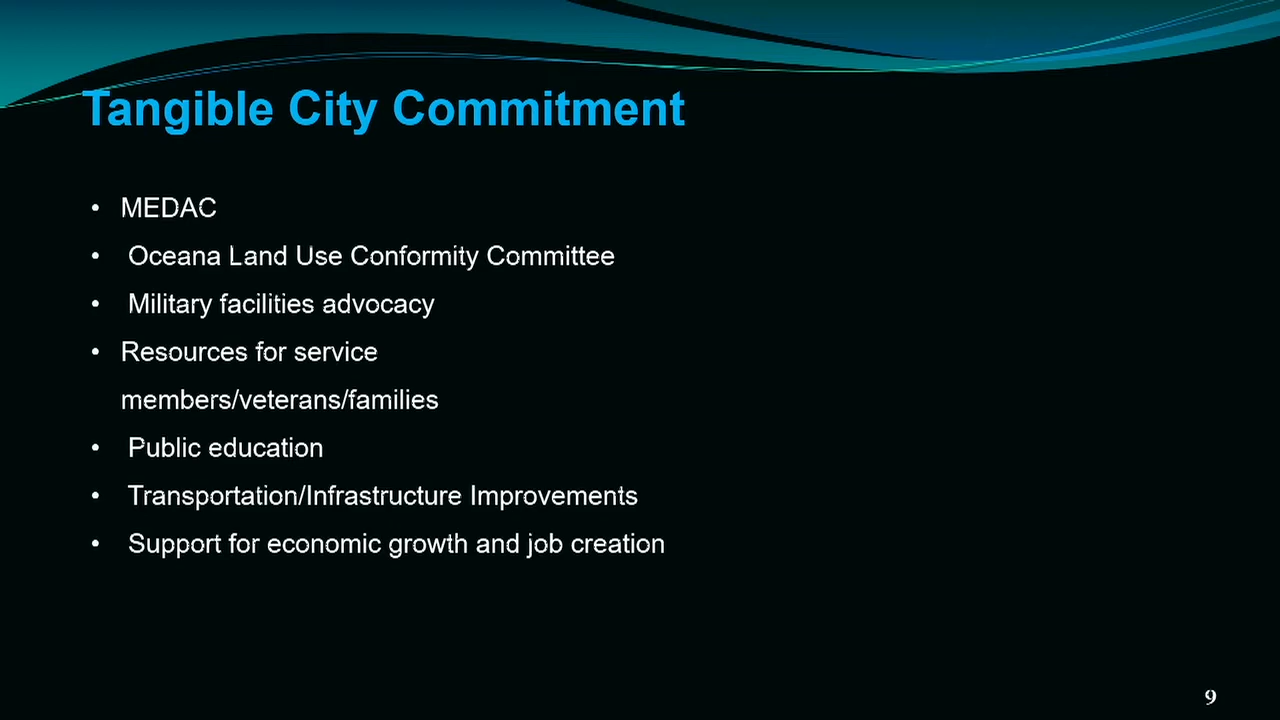 Tangible City Commitment
• MEDAC
• Oceana Land Use Conformity Committee
• Military facilities advocacy
• Resources for service
members/veterans/families
• Public education
• Transportation/Infrastructure Improvements
• Support for economic growth and job creation
9